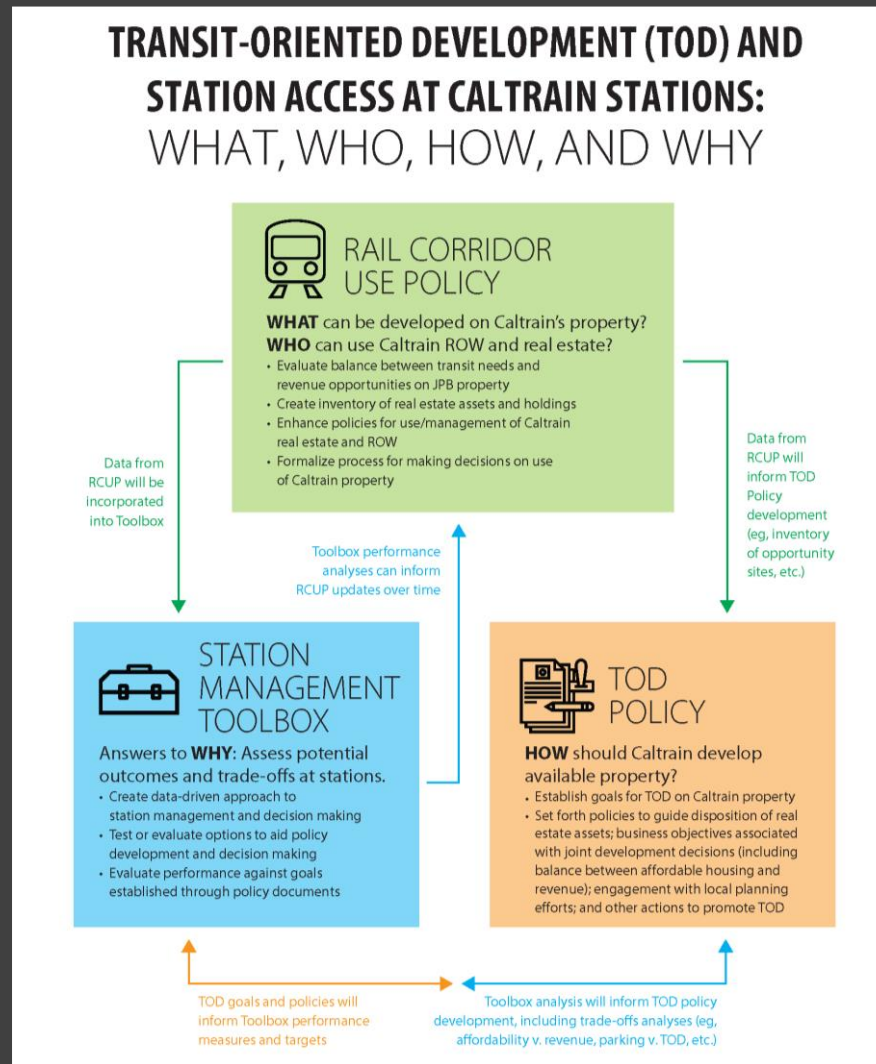 TRANSIT-ORIENTED DEVELOPMENT (TOD) AND
STATION ACCESS AT CALTRAIN STATIONS:
WHAT, WHO, HOW, AND WHY
RAIL CORRIDOR
USE POLICY
WHAT can be developed on Caltrain's property?
WHO can use Caltrain ROW and real estate?
• Evaluate balance between transit needs and
revenue opportunities on JPB property
• Create inventory of real estate assets and holdings
• Enhance policies for use/management of Caltrain
real estate and ROW
• Formalize process for making decisions on use
of Caltrain property
Data from
RCUP will be
incorporated
into Toolbox
Data from
RCUP will
inform TOD
Policy
development
(eg, inventory
of opportunity
sites, etc.)
Toolbox performance
analyses can inform
RCUP updates over time
STATION
MANAGEMENT
TOOLBOX
Answers to WHY: Assess potential
outcomes and trade-offs at stations.
• Create data-driven approach to
station management and decision making
• Test or evaluate options to aid policy
development and decision making
• Evaluate performance against goals
established through policy documents
TOD
POLICY
HOW should Caltrain develop
available property?
• Establish goals for TOD on Caltrain property
• Set forth policies to guide disposition of real
estate assets; business objectives associated
with joint development decisions (including
balance between affordable housing and
revenue); engagement with local planning
efforts; and other actions to promote TOD
TOD goals and policies will
inform Toolbox performance
measures and targets
Toolbox analysis will inform TOD policy
development, including trade-offs analyses (eg,
affordability v. revenue, parking v. TOD, etc.)